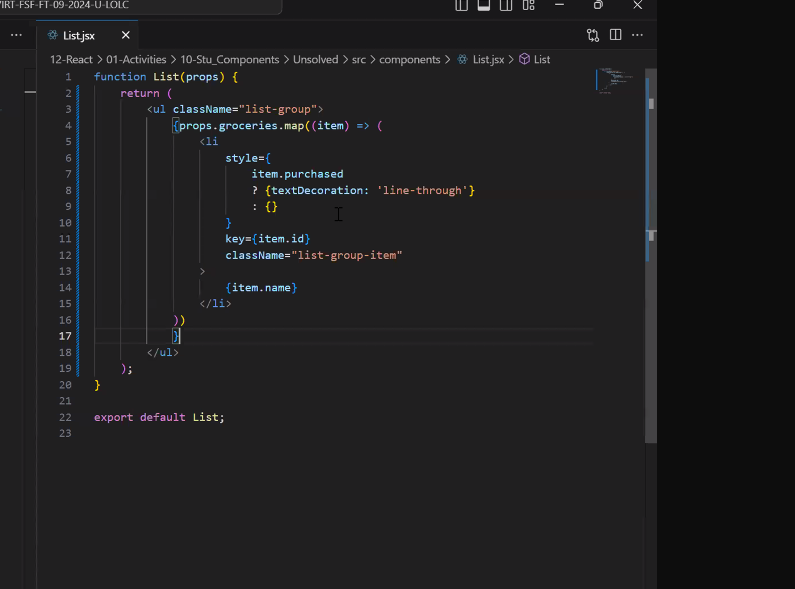 /IRT-FSF-FT-09-2024-U-LOLC
List.jsx
12-React > 01-Activities > 10-Stu_Components > Unsolved > src > components > List.jsx > List
1 function List(props) {
2 return (
3 <ul className="list-group">
4 {props.groceries.map((item) => (
5 <li
6 style={
7 item.purchased
8 ? {textDecoration: 'line-through'}
9 : {}
10 }
11 key={item.id}
12 className="list-group-item"
13 >
14 {item.name}
15 </li>
16 ))
17 }
18 </ul>
19 );
20 }
21
22 export default List;
23